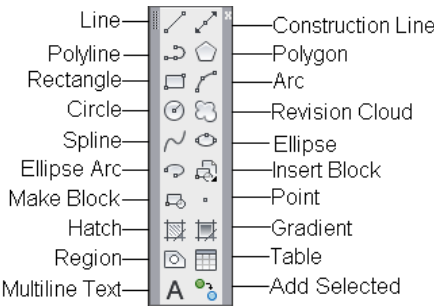 Line
Construction Line
Polyline
Polygon
Rectangle
Arc
Circle
Revision Cloud
Spline
Ellipse
Ellipse Arc
Insert Block
Make Block
Point
Hatch
Gradient
Region
Table
Multiline Text
A
Add Selected